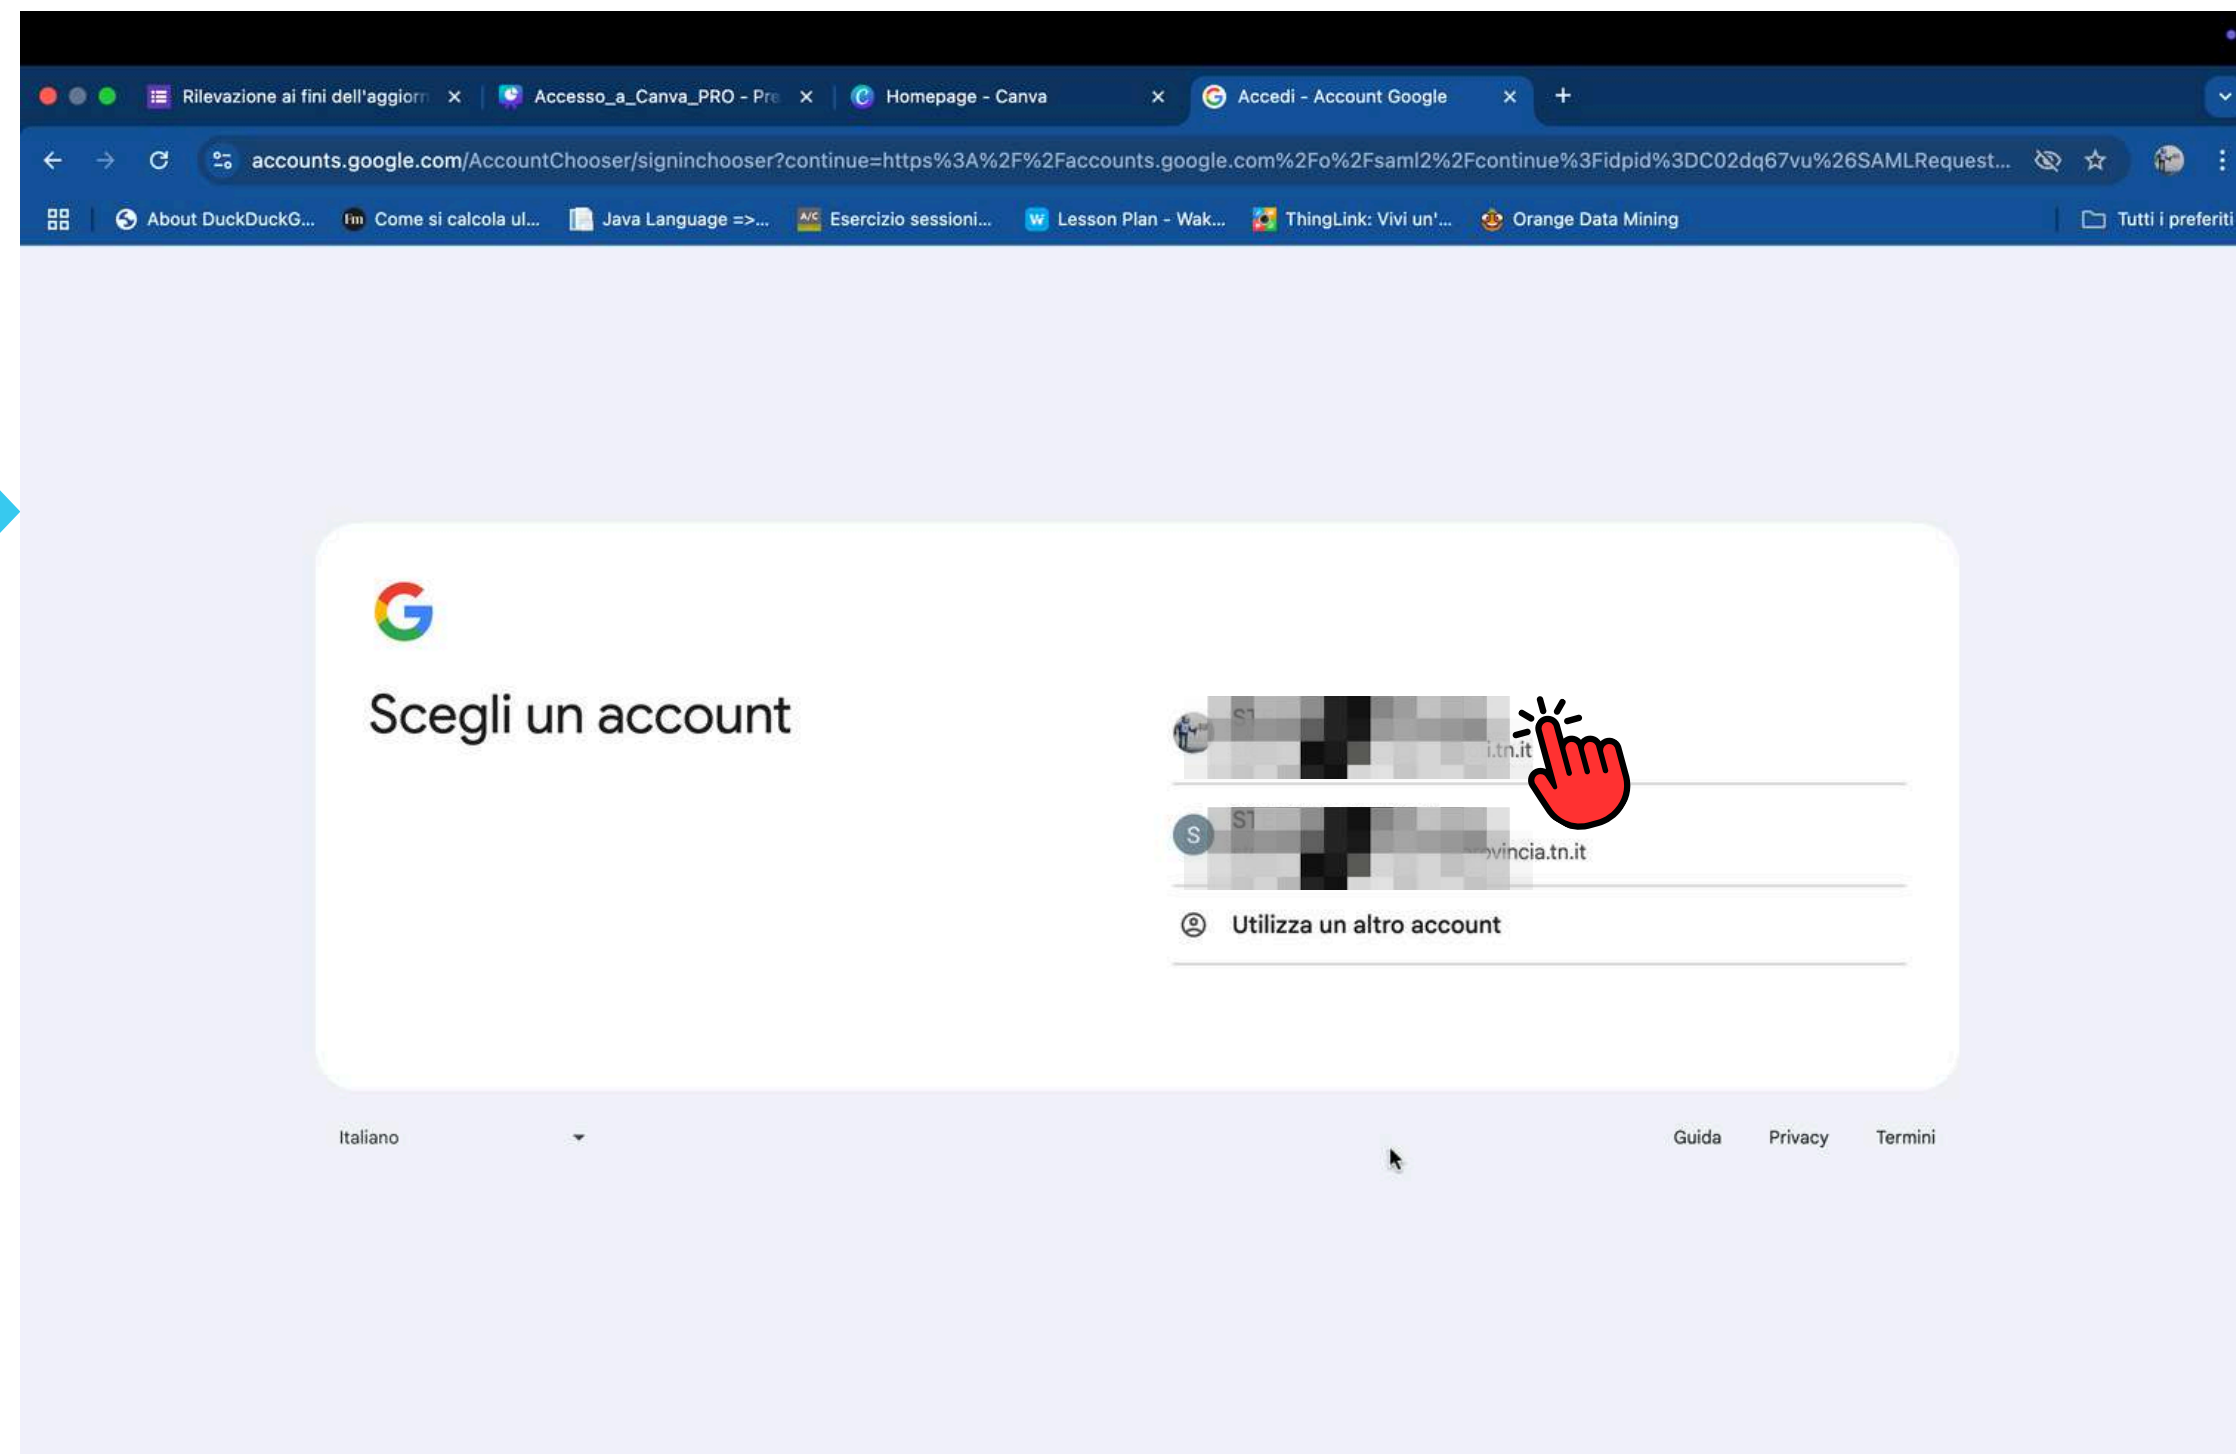 Rilevazione ai fini dell'aggiorn
Accesso_a_Canva_PRO - Pre
Homepage - Canva
Accedi - Account Google
accounts.google.com/AccountChooser/signinchooser?continue=https%3A%2F%2Faccounts.google.com%2Fo%2Fsaml2%2Fcontinue%3Fidpid%3DC02dq67vu%26SAMLRequest...
About DuckDuckG...
Come si calcola ul...
Java Language =>...
Esercizio sessioni...
Lesson Plan - Wak...
ThingLink: Vivi un'...
Orange Data Mining
Tutti i preferiti
Scegli un account
ST
i.tn.it
S
ST
ovincia.tn.it
Utilizza un altro account
Italiano
Guida Privacy Termini